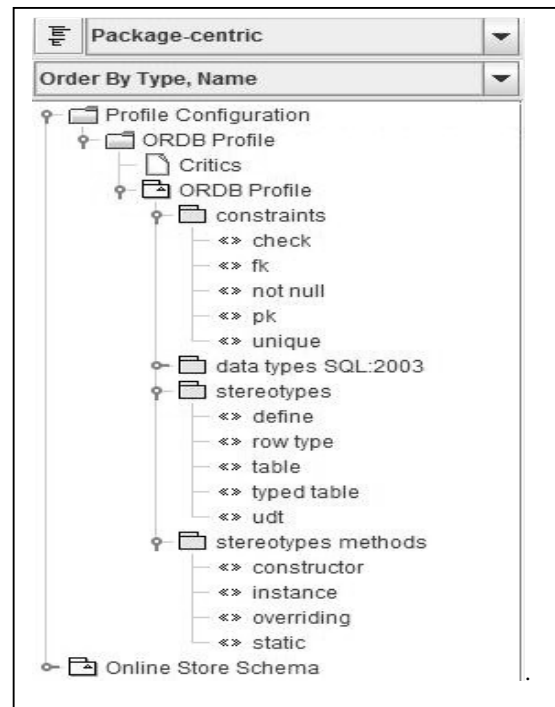 Package-centric
Order By Type, Name
Profile Configuration
ORDB Profile
Critics
ORDB Profile
constraints
«» check
«» fk
«» not null
«» pk
«» unique
data types SQL:2003
stereotypes
«» define
«» row type
«» table
«» typed table
«» udt
stereotypes methods
«» constructor
«» instance
«» overriding
«» static
Online Store Schema
.